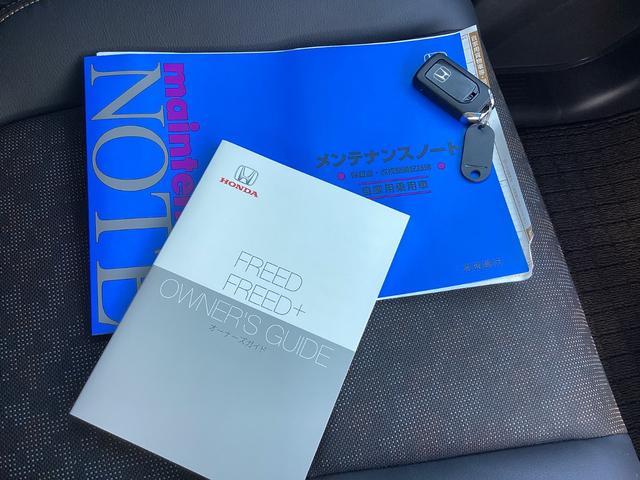 maintenance
NOTE
メンテナンスノート
自家用乗用車
HONDA
FREED
FREED+
OWNER'S GUIDE
オーナーズガイド